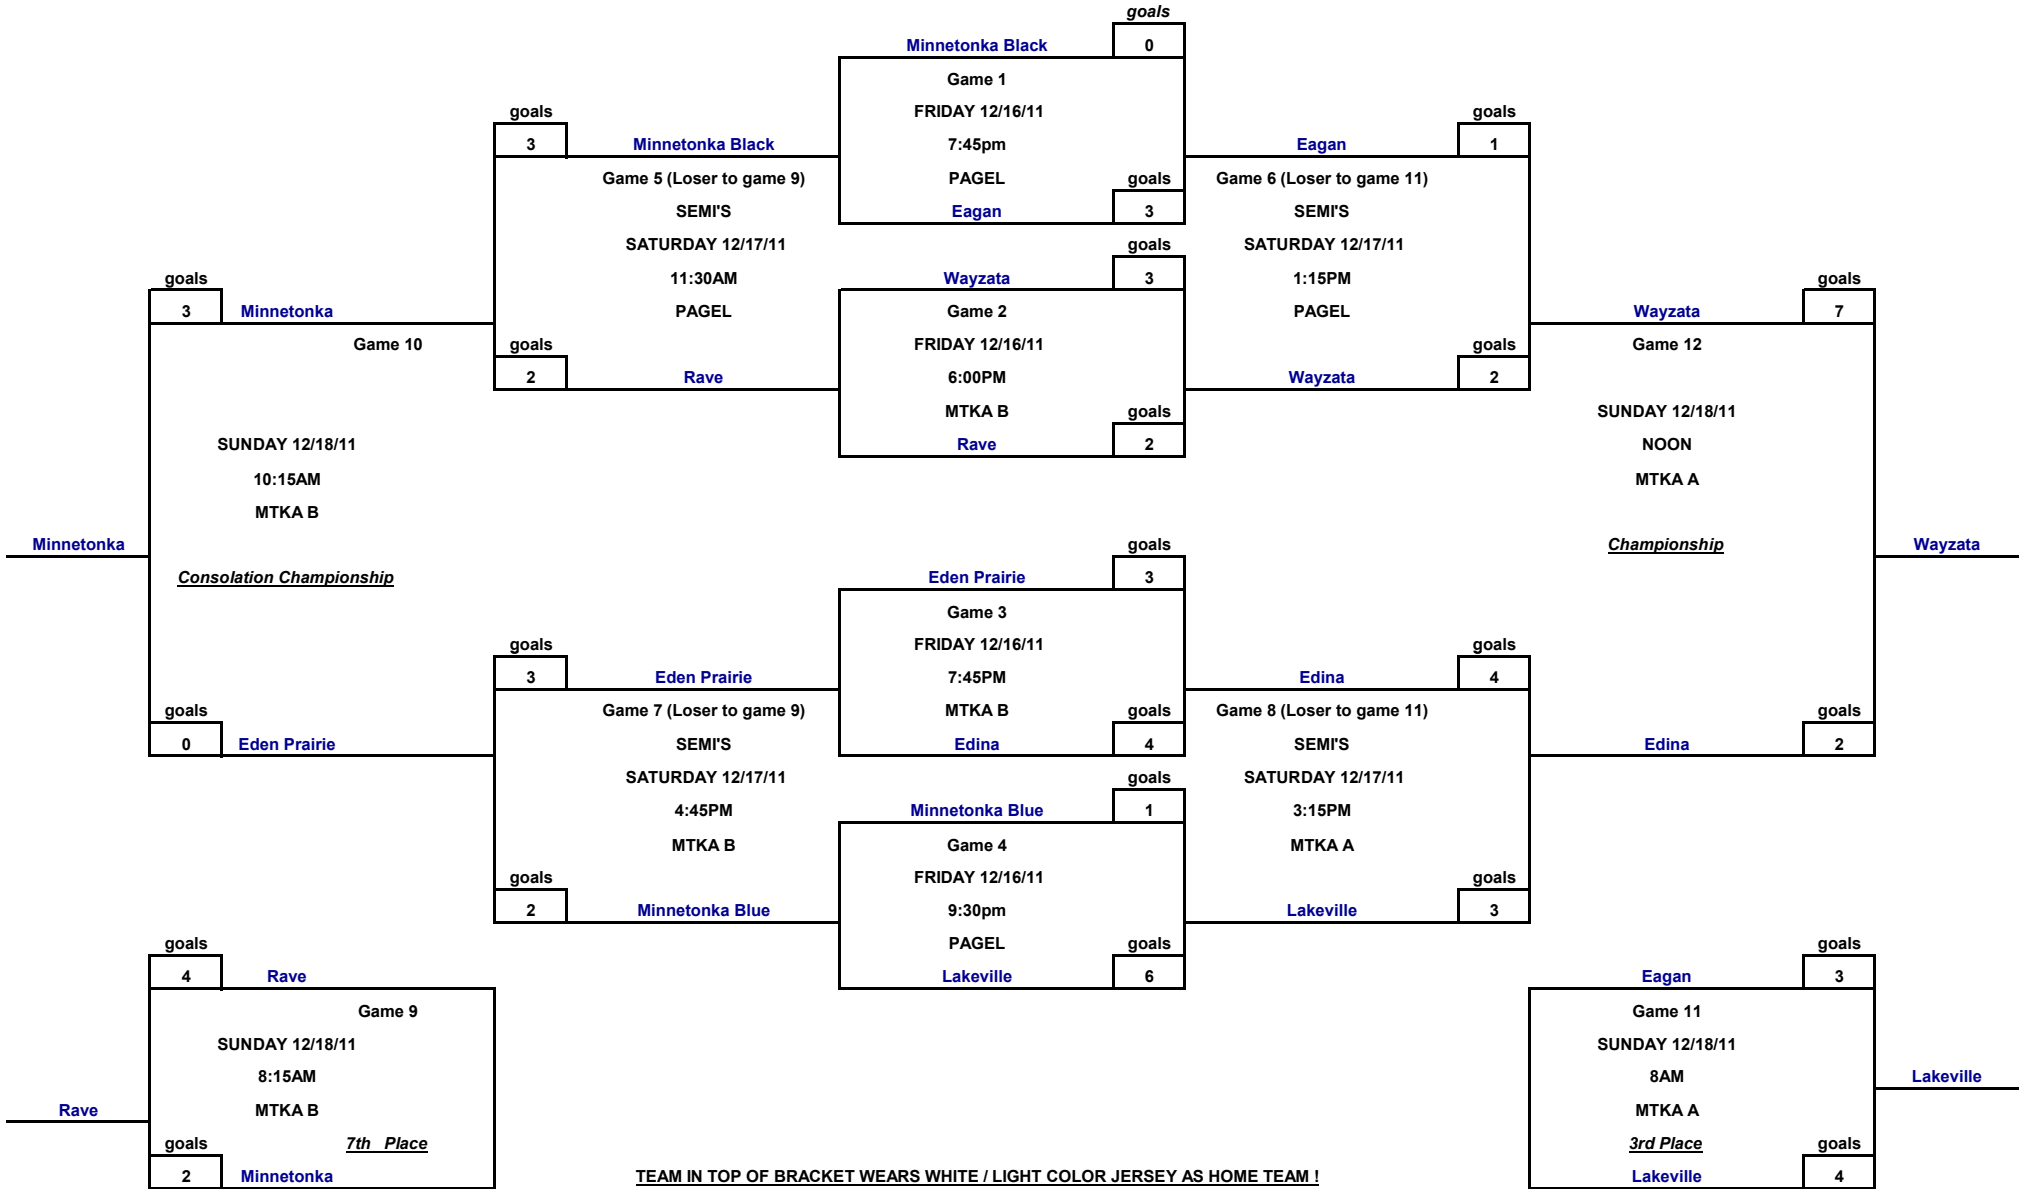 goals
Minnetonka Black 0
Game 1
FRIDAY 12/16/11
7:45pm
PAGEL goals
Eagan 3
goals
Wayzata 3
Game 2
FRIDAY 12/16/11
6:00PM
MTKA B goals
Rave 2
goals
Eden Prairie 3
Game 3
FRIDAY 12/16/11
7:45PM
MTKA B goals
Edina 4
goals
Minnetonka Blue 1
Game 4
FRIDAY 12/16/11
9:30pm
PAGEL goals
Lakeville 6
goals
3 Minnetonka Black
Game 5 (Loser to game 9)
SEMI'S
SATURDAY 12/17/11
11:30AM
PAGEL
goals
2 Rave
goals
Eagan 1
Game 6 (Loser to game 11)
SEMI'S
SATURDAY 12/17/11
1:15PM
PAGEL
goals
Wayzata 2
goals
3 Eden Prairie
Game 7 (Loser to game 9)
SEMI'S
SATURDAY 12/17/11
4:45PM
MTKA B
goals
2 Minnetonka Blue
goals
Edina 4
Game 8 (Loser to game 11)
SEMI'S
SATURDAY 12/17/11
3:15PM
MTKA A
goals
Lakeville 3
goals
3 Minnetonka
Game 10
SUNDAY 12/18/11
10:15AM
MTKA B
Minnetonka
Consolation Championship
goals
0 Eden Prairie
goals
Wayzata 7
Game 12
SUNDAY 12/18/11
NOON
MTKA A
Championship
Wayzata
goals
Edina 2
goals
4 Rave
Game 9
SUNDAY 12/18/11
8:15AM
MTKA B
Rave
7th Place
goals
2 Minnetonka
goals
Eagan 3
Game 11
SUNDAY 12/18/11
8AM
Lakeville
MTKA A
3rd Place goals
Lakeville 4
TEAM IN TOP OF BRACKET WEARS WHITE / LIGHT COLOR JERSEY AS HOME TEAM !